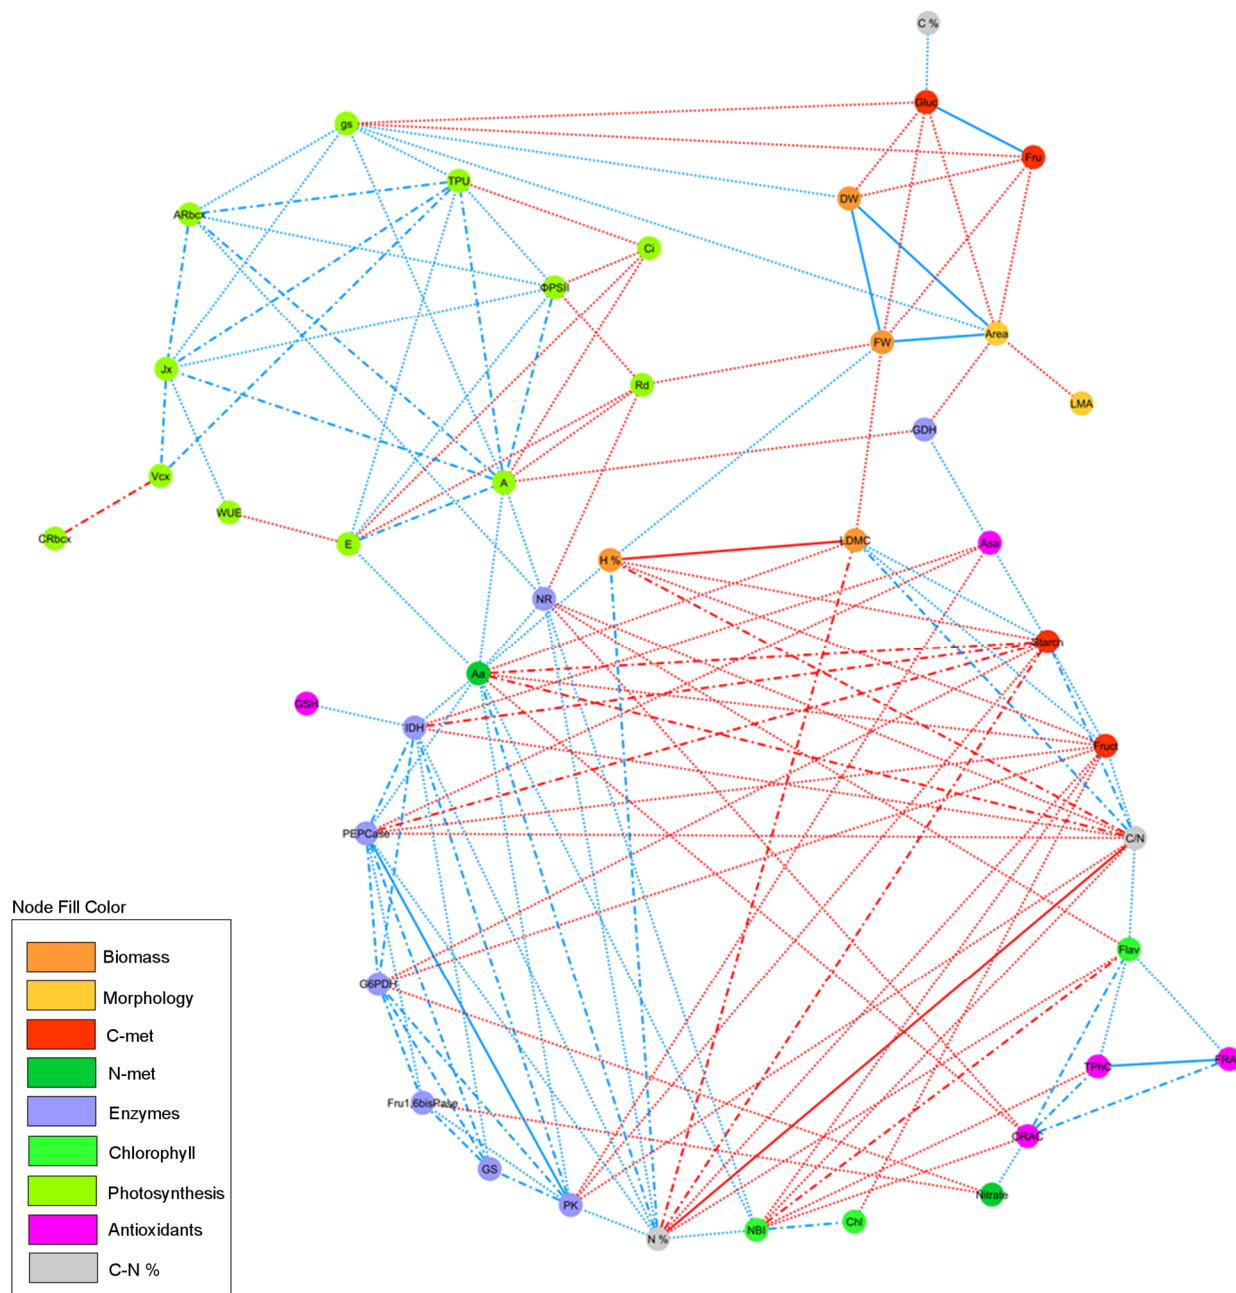 C %
Gluc
gs
Fru
TPU
DW
ARbcx
Ci
ΦPSII
Area
FW
Jx
Rd
LMA
GDH
Vcx
A
WUE
CRbcx
E
LDMC
Asa
H %
NR
Starch
Aa
GSH
IDH
Fruct
PEPCase
C/N
Flav
G6PDH
TPhC
FRA
Fru1,6bisPase
ORAC
GS
Nitrate
PK
Chl
NBI
N %
Node Fill Color
Biomass
Morphology
C-met
N-met
Enzymes
Chlorophyll
Photosynthesis
Antioxidants
C-N %